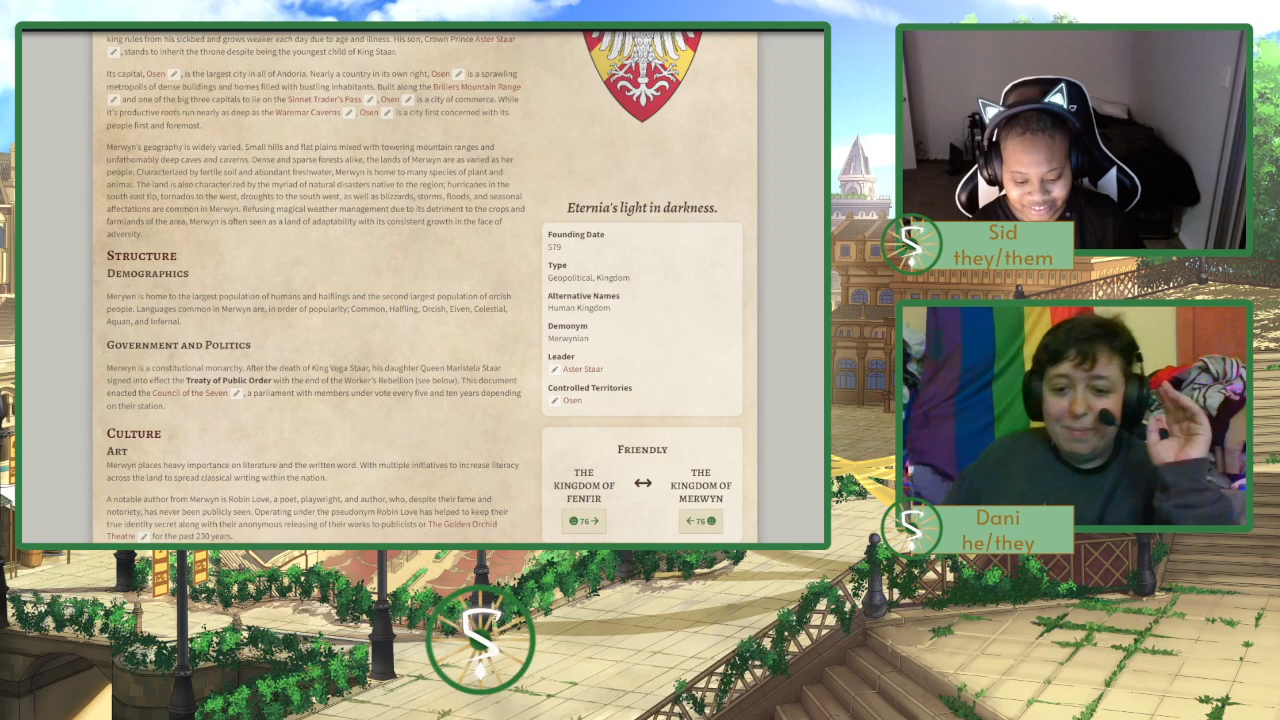 king rules from his sickbed and grows weaker each day due to age and illness. His son, Crown Prince Aster Staar
, stands to inherit the throne despite being the youngest child of King Staar.
Its capital, Osen , is the largest city in all of Andoria. Nearly a country in its own right, Osen is a sprawling
metropolis of dense buildings and homes filled with bustling inhabitants. Built along the Brillers Mountain Range
and one of the big three capitals to lie on the Sinnet Trader's Pass , Osen is a city of commerce. While
it's productive roots run nearly as deep as the Waremar Caverns , Osen is a city first concerned with its
people first and foremost.
Merwyn's geography is widely varied. Small hills and flat plains mixed with towering mountain ranges and
unfathomably deep caves and caverns. Dense and sparse forests alike, the lands of Merwyn are as varied as her
people. Characterized by fertile soil and abundant freshwater, Merwyn is home to many species of plant and
animal. The land is also characterized by the myriad of natural disasters native to the region; hurricanes in the
south east tip, tornados to the west, droughts to the south west, as well as blizzards, storms, floods, and seasonal
affectations are common in Merwyn. Refusing magical weather management due to its detriment to the crops and
farmlands of the area, Merwyn is often seen as a land of adaptability with its consistent growth in the face of
adversity.
STRUCTURE
DEMOGRAPHICS
Merwyn is home to the largest population of humans and halflings and the second largest population of orcish
people. Languages common in Merwyn are, in order of popularity; Common, Halfling, Orcish, Elven, Celestial,
Aquan, and Infernal.
GOVERNMENT AND POLITICS
Merwyn is a constitutional monarchy. After the death of King Vega Staar, his daughter Queen Maristela Staar
signed into effect the Treaty of Public Order with the end of the Worker's Rebellion (see below). This document
enacted the Council of the Seven , a parliament with members under vote every five and ten years depending
on their station.
CULTURE
ART
Merwyn places heavy importance on literature and the written word. With multiple initiatives to increase literacy
across the land to spread classical writing within the nation.
A notable author from Merwyn is Robin Love, a poet, playwright, and author, who, despite their fame and
notoriety, has never been publicly seen. Operating under the pseudonym Robin Love has helped to keep their
true identity secret along with their anonymous releasing of their works to publicists or The Golden Orchid
Theatre for the past 230 years.
Eternia's light in darkness.
Founding Date
579
Type
Geopolitical, Kingdom
Alternative Names
Human Kingdom
Demonym
Merwynian
Leader
Aster Staar
Controlled Territories
Osen
FRIENDLY
THE
KINGDOM OF
FENFIR
76
THE
KINGDOM OF
MERWYN
76
Sid
they/them
Dani
he/they
S